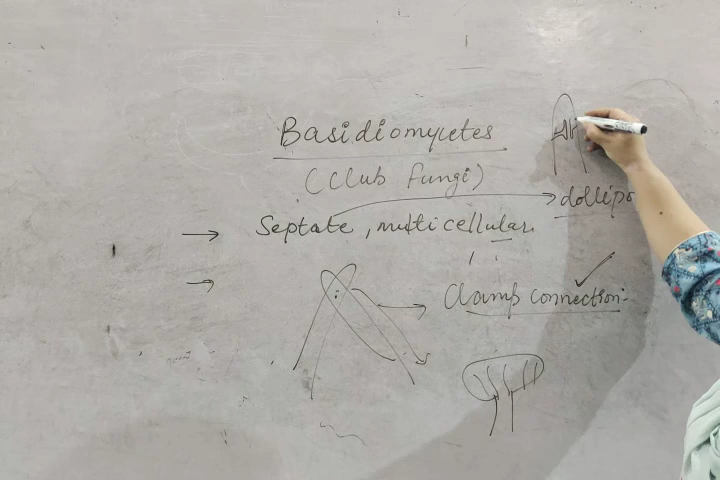 Basidiomycetes
(Club fungi)
→ dollipo
→ Septate, multicellular.
→ Clamp connection.